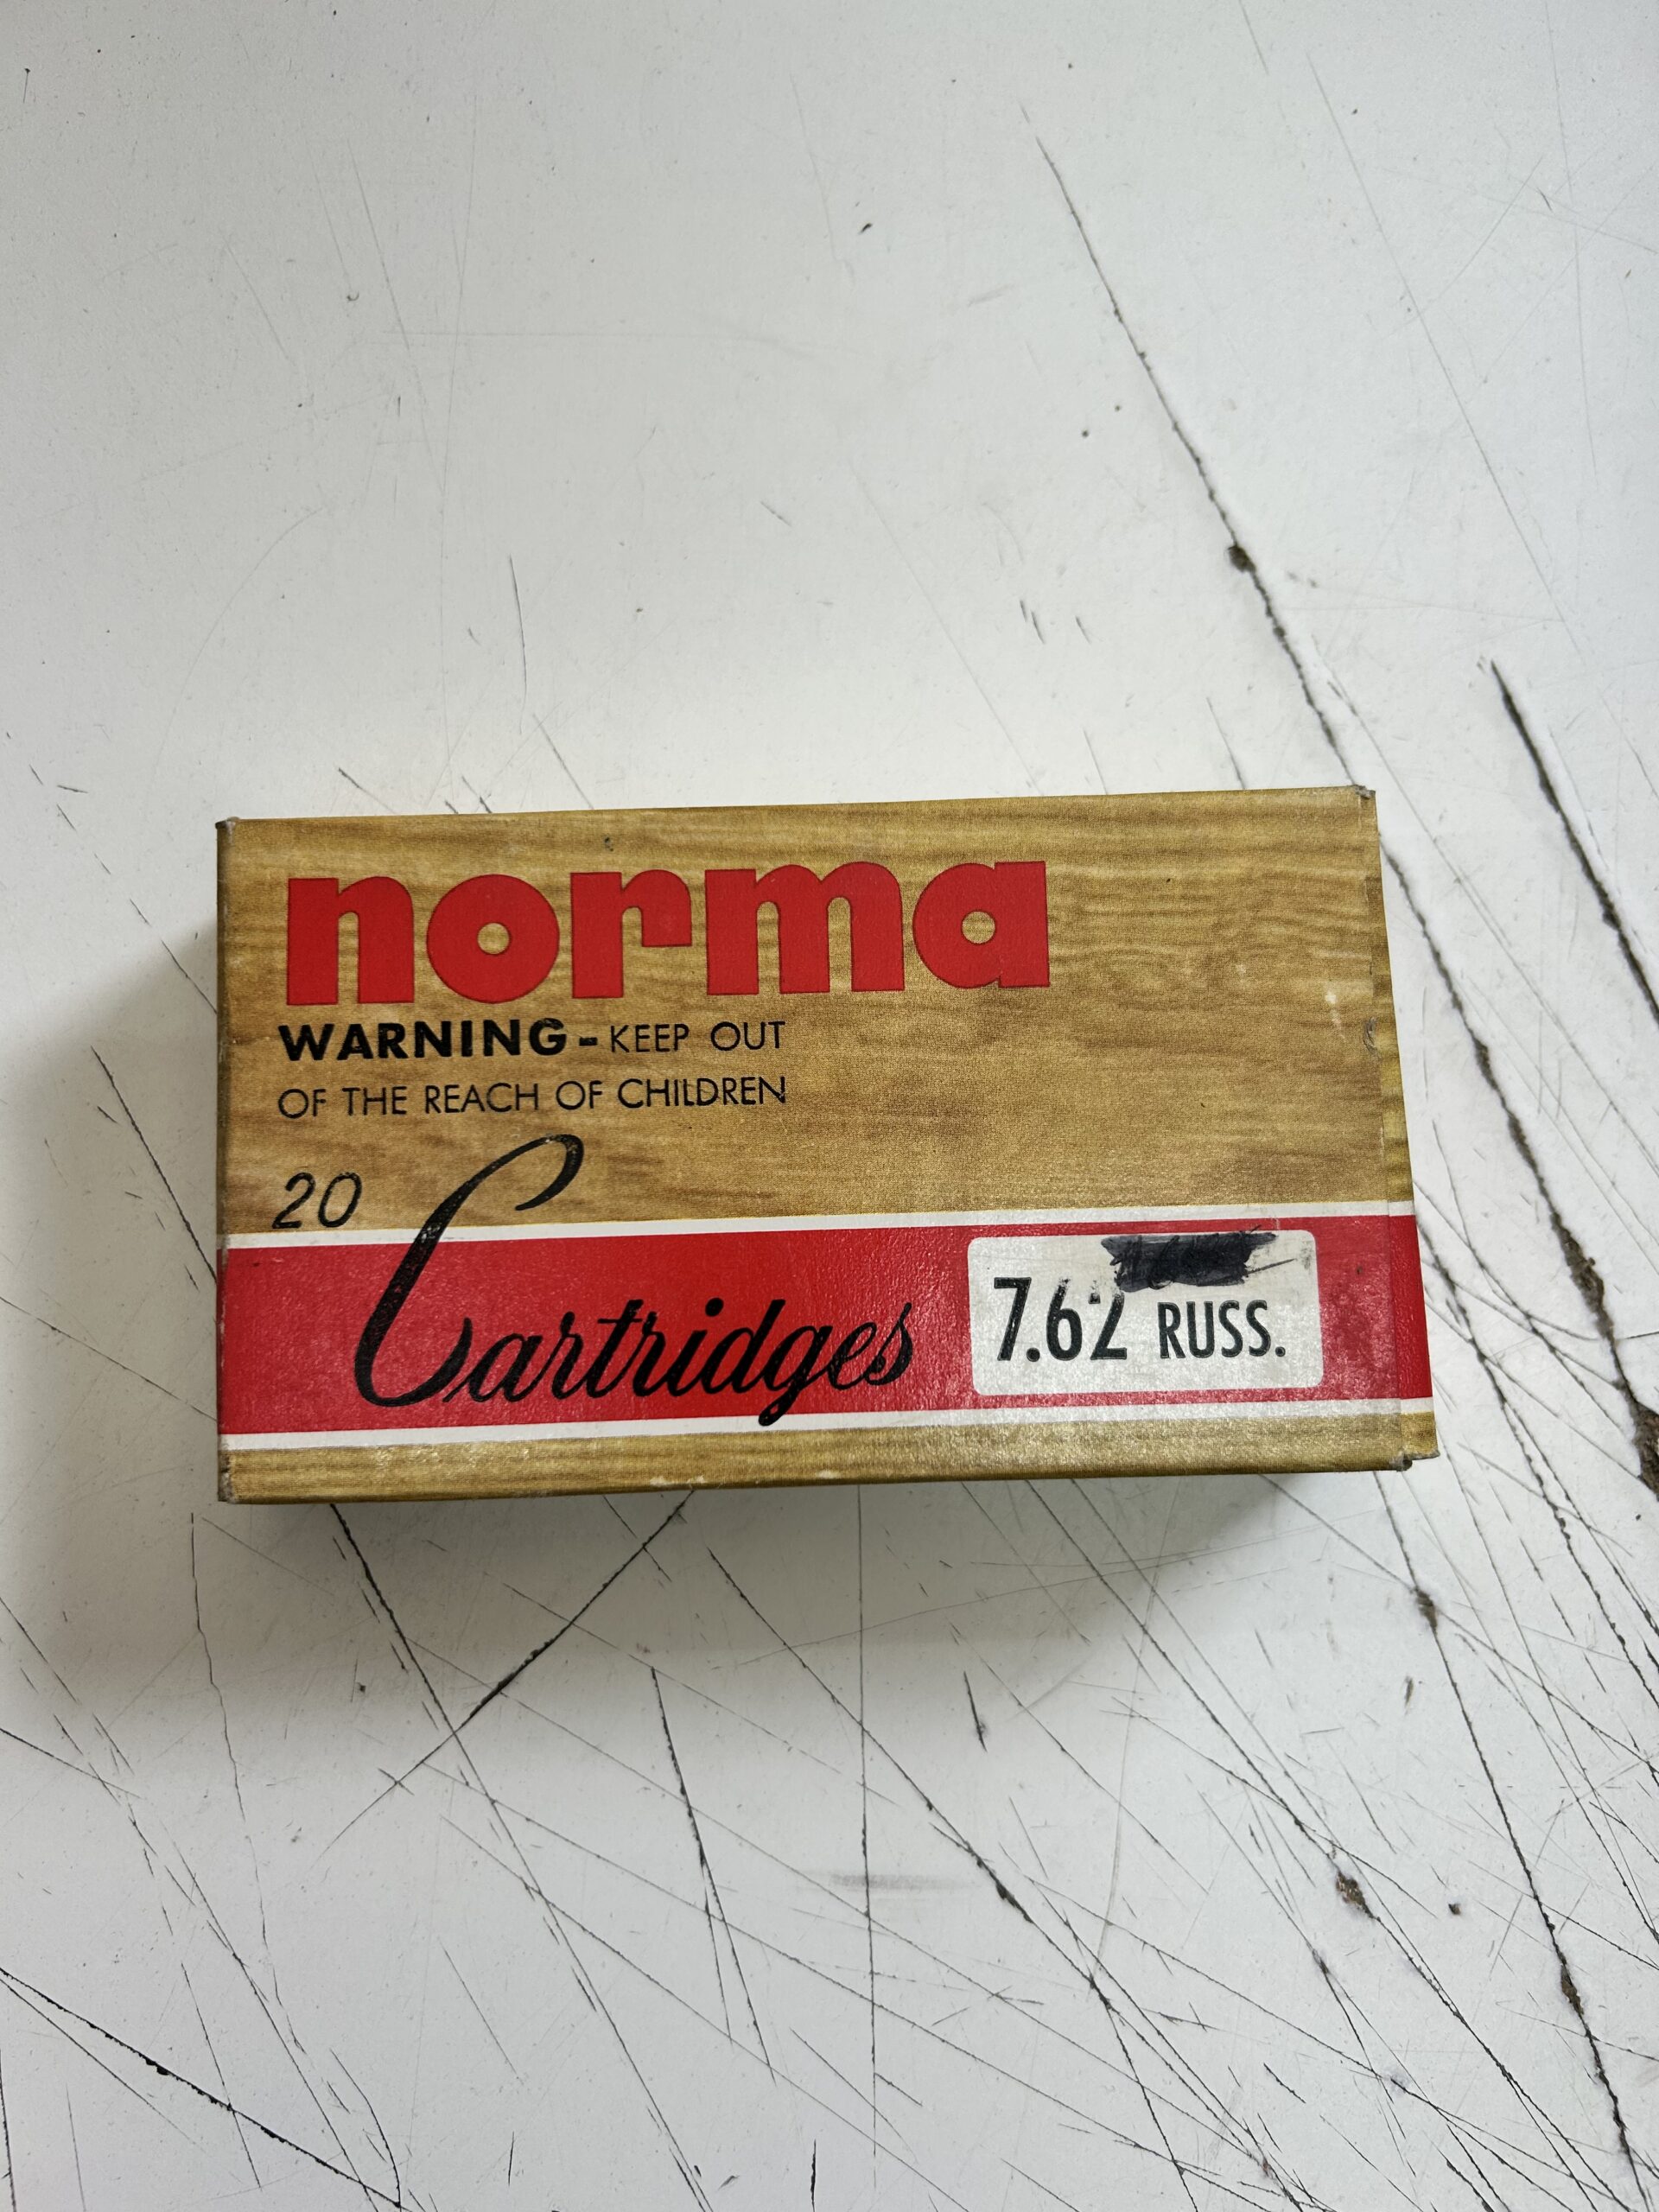 norma
WARNING - KEEP OUT
OF THE REACH OF CHILDREN
20
Cartridges
7.62 RUSS.